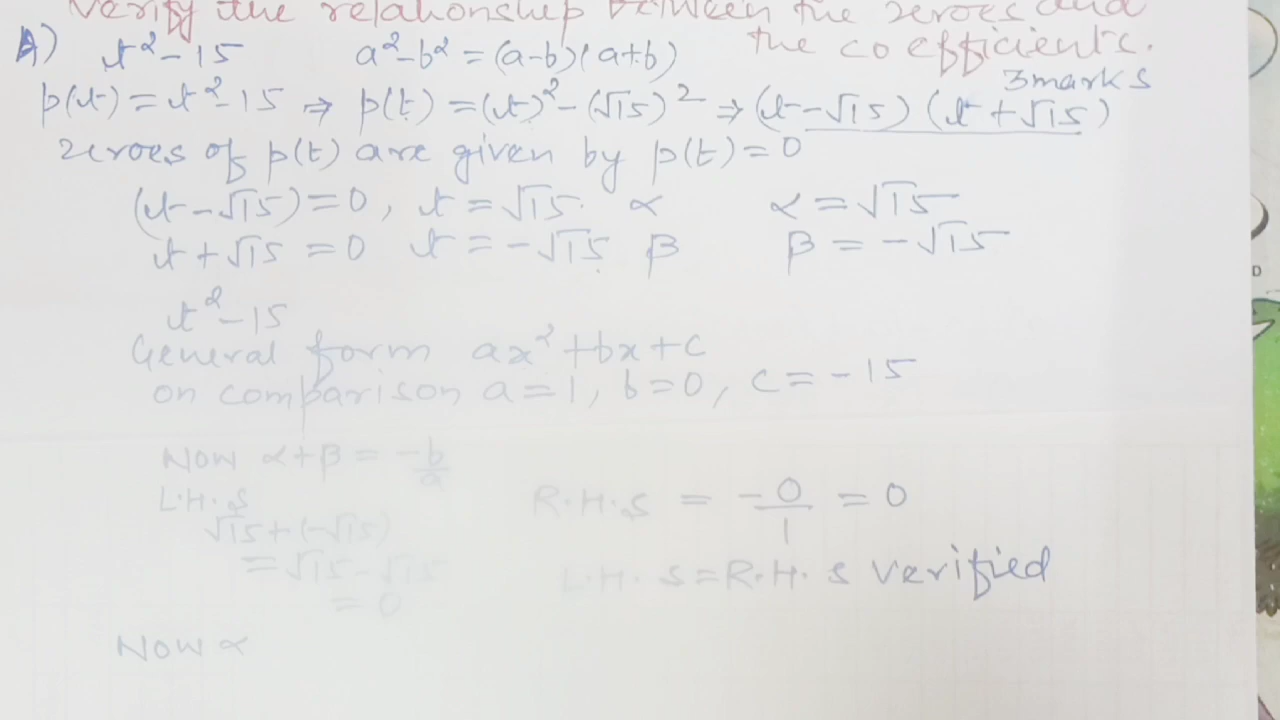 verify the relationship between the zeroes and
the coefficients.
3marks
A) t²-15 a²-b² = (a-b)(a+b)
p(t) = t²-15 ⇒ p(t) = (t)²-(√15)² ⇒ (t-√15) (t+√15)
zeroes of p(t) are given by p(t)=0
(t-√15)=0, t=√15. α α=√15
t+√15 = 0 t=-√15 β β = -√15
t²-15
General form ax²+bx+c
on comparison a=1, b=0, c=-15
Now α+β = -b/a
L.H.S R.H.S = -0/1 = 0
√15+(-√15)
=√15-√15 L.H.S=R.H.S verified
= 0
Now α